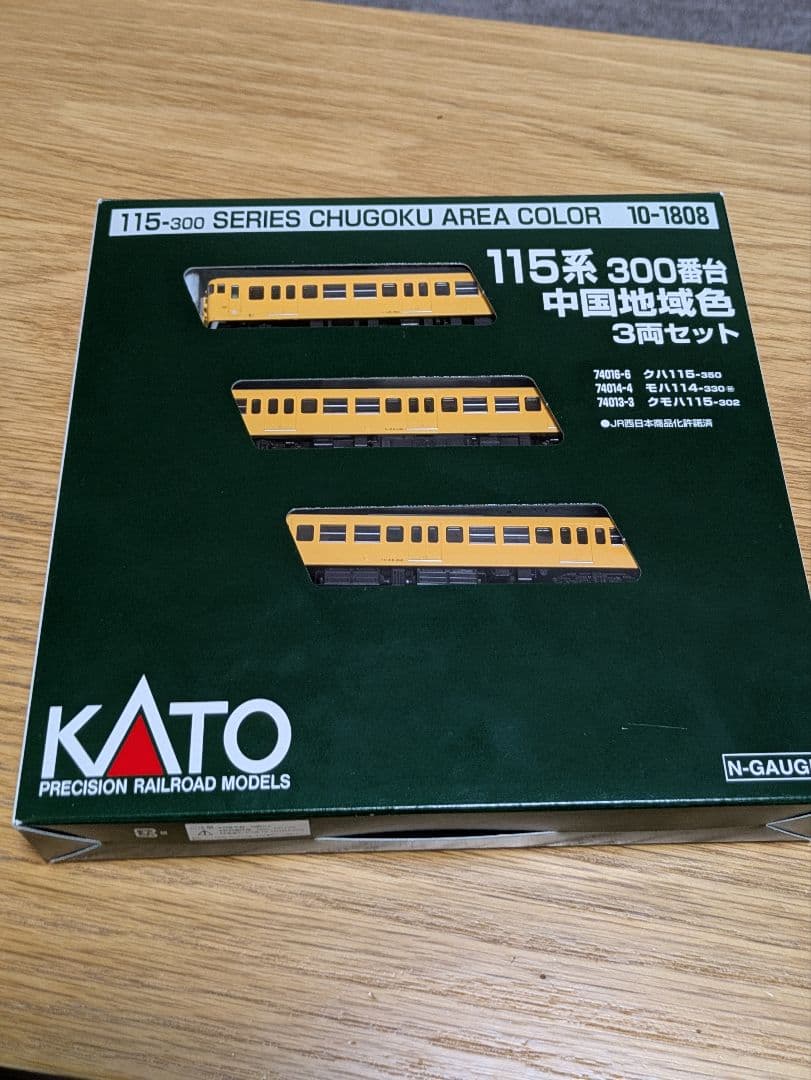 115-300 SERIES CHUGOKU AREA COLOR 10-1808
115系 300番台
中国地域色
3両セット
74016-6 クハ115-350
74014-4 モハ114-330 M
74013-3 クモハ115-302
●JR西日本商品化許諾済
KATO
PRECISION RAILROAD MODELS
N-GAUGE